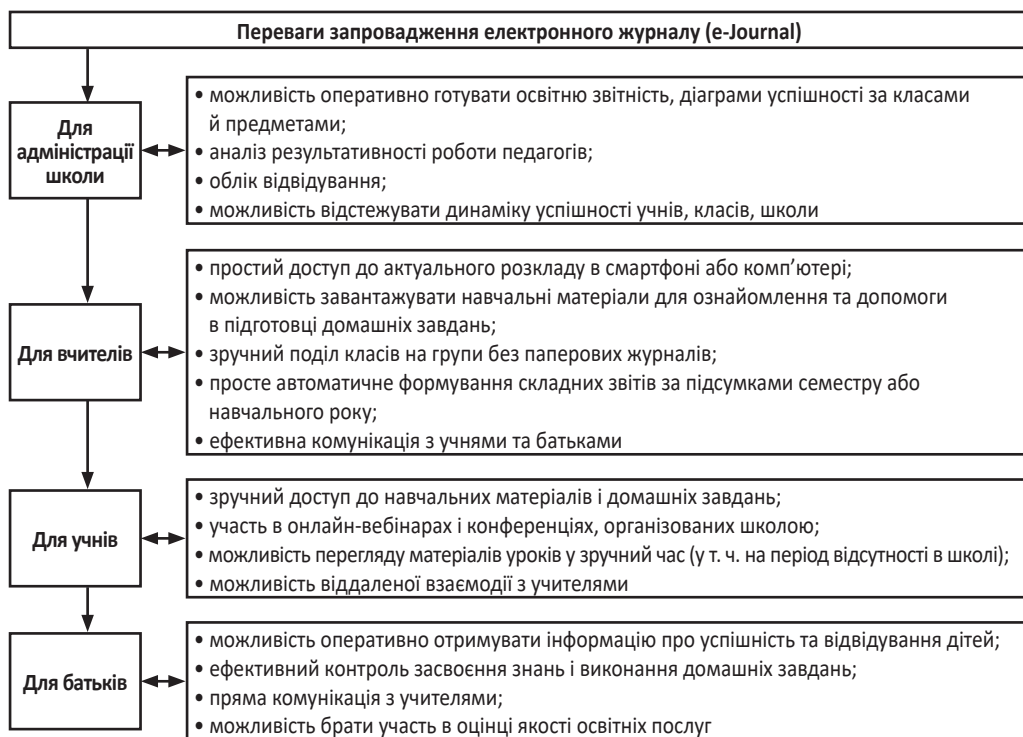 Переваги запровадження електронного журналу (e-Journal)
Для
адміністрації
школи
• можливість оперативно готувати освітню звітність, діаграми успішності за класами
й предметами;
• аналіз результативності роботи педагогів;
• облік відвідування;
• можливість відстежувати динаміку успішності учнів, класів, школи
Для вчителів
• простий доступ до актуального розкладу в смартфоні або комп’ютері;
• можливість завантажувати навчальні матеріали для ознайомлення та допомоги
в підготовці домашніх завдань;
• зручний поділ класів на групи без паперових журналів;
• просте автоматичне формування складних звітів за підсумками семестру або
навчального року;
• ефективна комунікація з учнями та батьками
Для учнів
• зручний доступ до навчальних матеріалів і домашніх завдань;
• участь в онлайн-вебінарах і конференціях, організованих школою;
• можливість перегляду матеріалів уроків у зручний час (у т. ч. на період відсутності в школі);
• можливість віддаленої взаємодії з учителями
Для батьків
• можливість оперативно отримувати інформацію про успішність та відвідування дітей;
• ефективний контроль засвоєння знань і виконання домашніх завдань;
• пряма комунікація з учителями;
• можливість брати участь в оцінці якості освітніх послуг